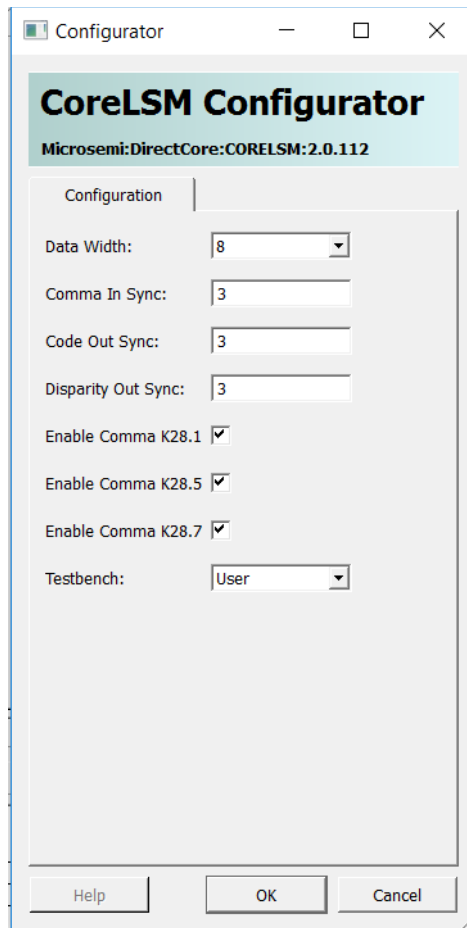 Configurator
CoreLSM Configurator
Microsemi:DirectCore:CORELSM:2.0.112
Configuration
Data Width: 8
Comma In Sync: 3
Code Out Sync: 3
Disparity Out Sync: 3
Enable Comma K28.1
Enable Comma K28.5
Enable Comma K28.7
Testbench: User
Help OK Cancel